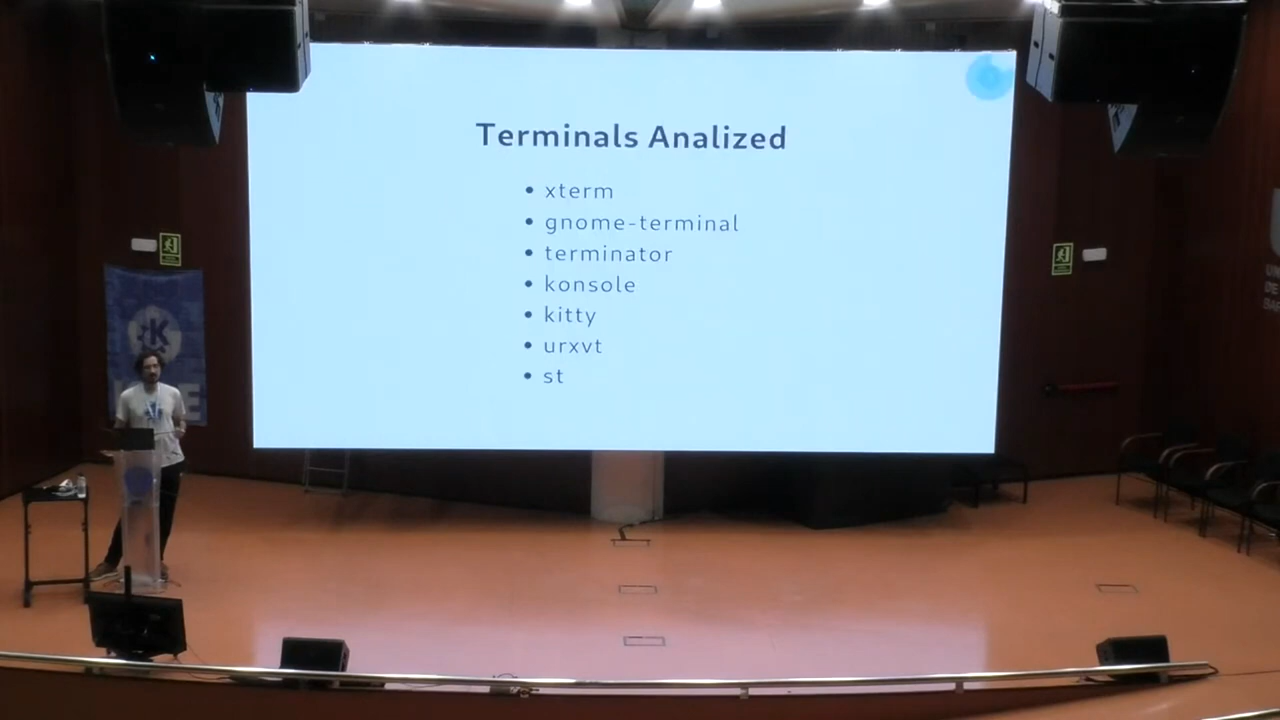 Terminals Analized
• xterm
• gnome-terminal
• terminator
• konsole
• kitty
• urxvt
• st
K